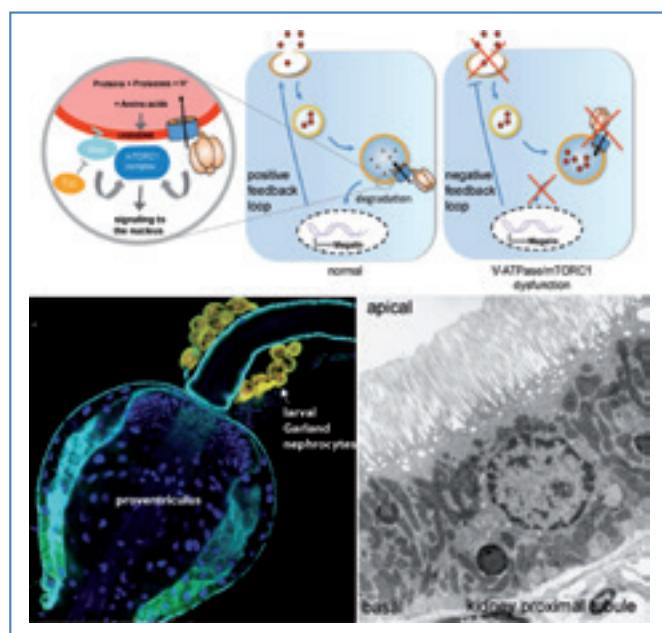 Proteins + Proteases + H⁺
+ Amino acids
LYSOSOME
mTORC1
complex
signaling to
the nucleus
positive
feedback
loop
degradation
Megalin
normal
negative
feedback
loop
Megalin
V-ATPase/mTORC1
dysfunction
larval
Garland
nephrocytes
proventriculus
apical
basal
kidney proximal tubule